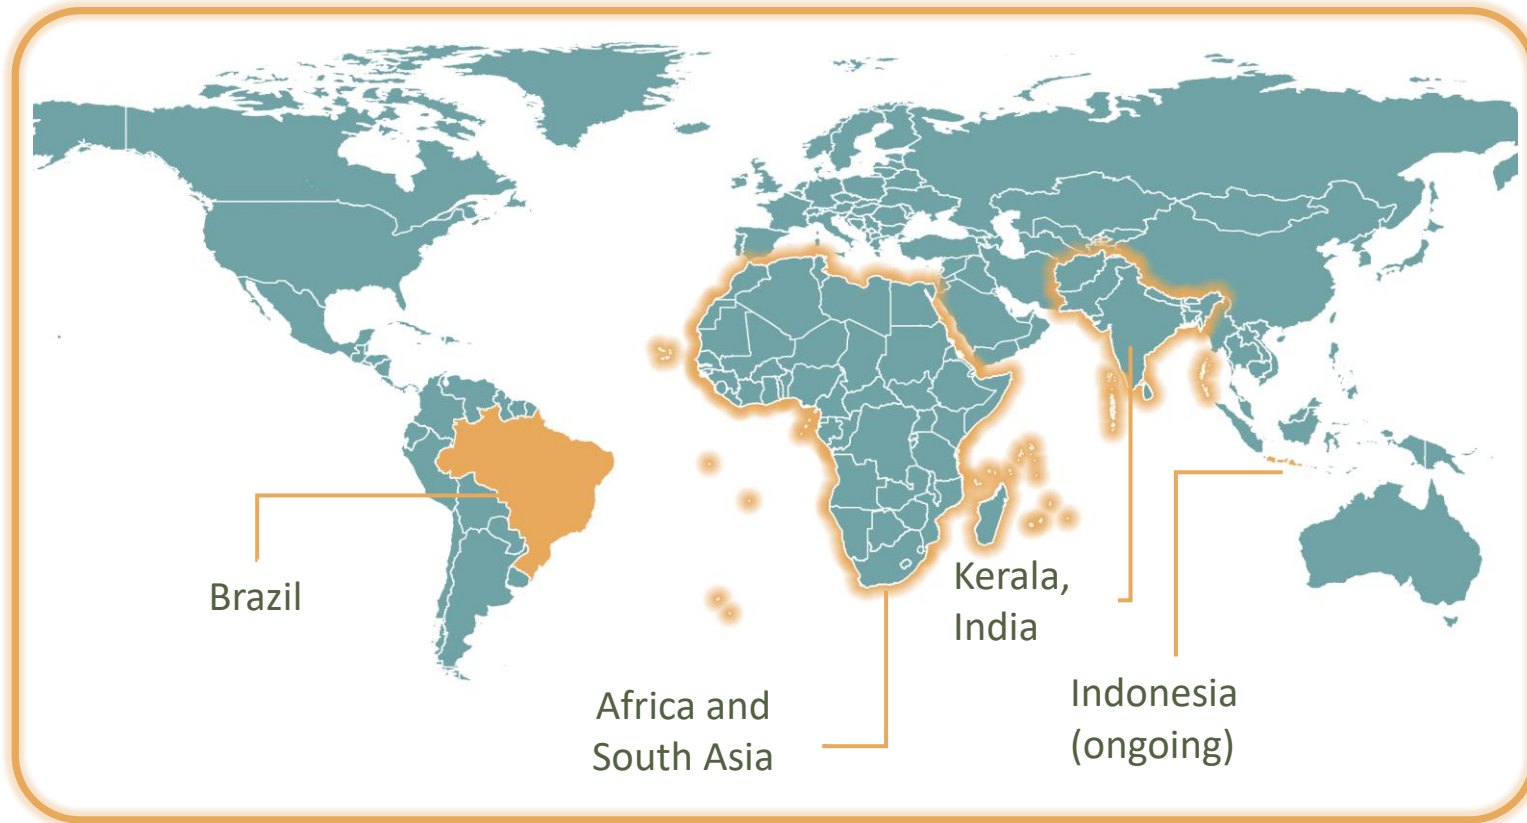 Brazil
Africa and
South Asia
Kerala,
India
Indonesia
(ongoing)